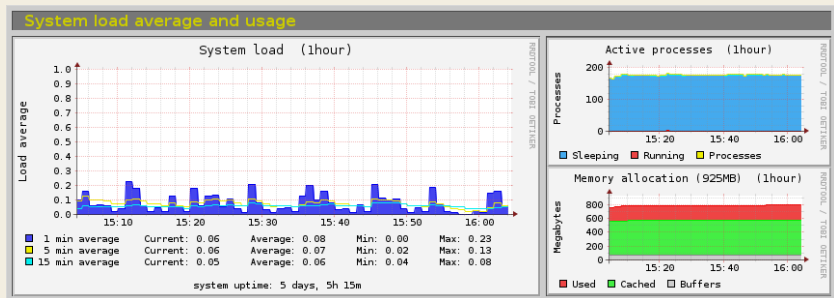 System load average and usage
System load  (1hour)
Load average
1.0
0.9
0.8
0.7
0.6
0.5
0.4
0.3
0.2
0.1
0.0
15:10 15:20 15:30 15:40 15:50 16:00
1 min average Current: 0.06 Average: 0.08 Min: 0.00 Max: 0.23
5 min average Current: 0.06 Average: 0.07 Min: 0.02 Max: 0.13
15 min average Current: 0.05 Average: 0.06 Min: 0.04 Max: 0.08
system uptime: 5 days, 5h 15m
RRDTOOL / TOBI OETIKER
Active processes  (1hour)
Processes
200
100
0
15:20 15:40 16:00
Sleeping Running Processes
RRDTOOL / TOBI OETIKER
Memory allocation (925MB)  (1hour)
Megabytes
800
600
400
200
0
15:20 15:40 16:00
Used Cached Buffers
RRDTOOL / TOBI OETIKER